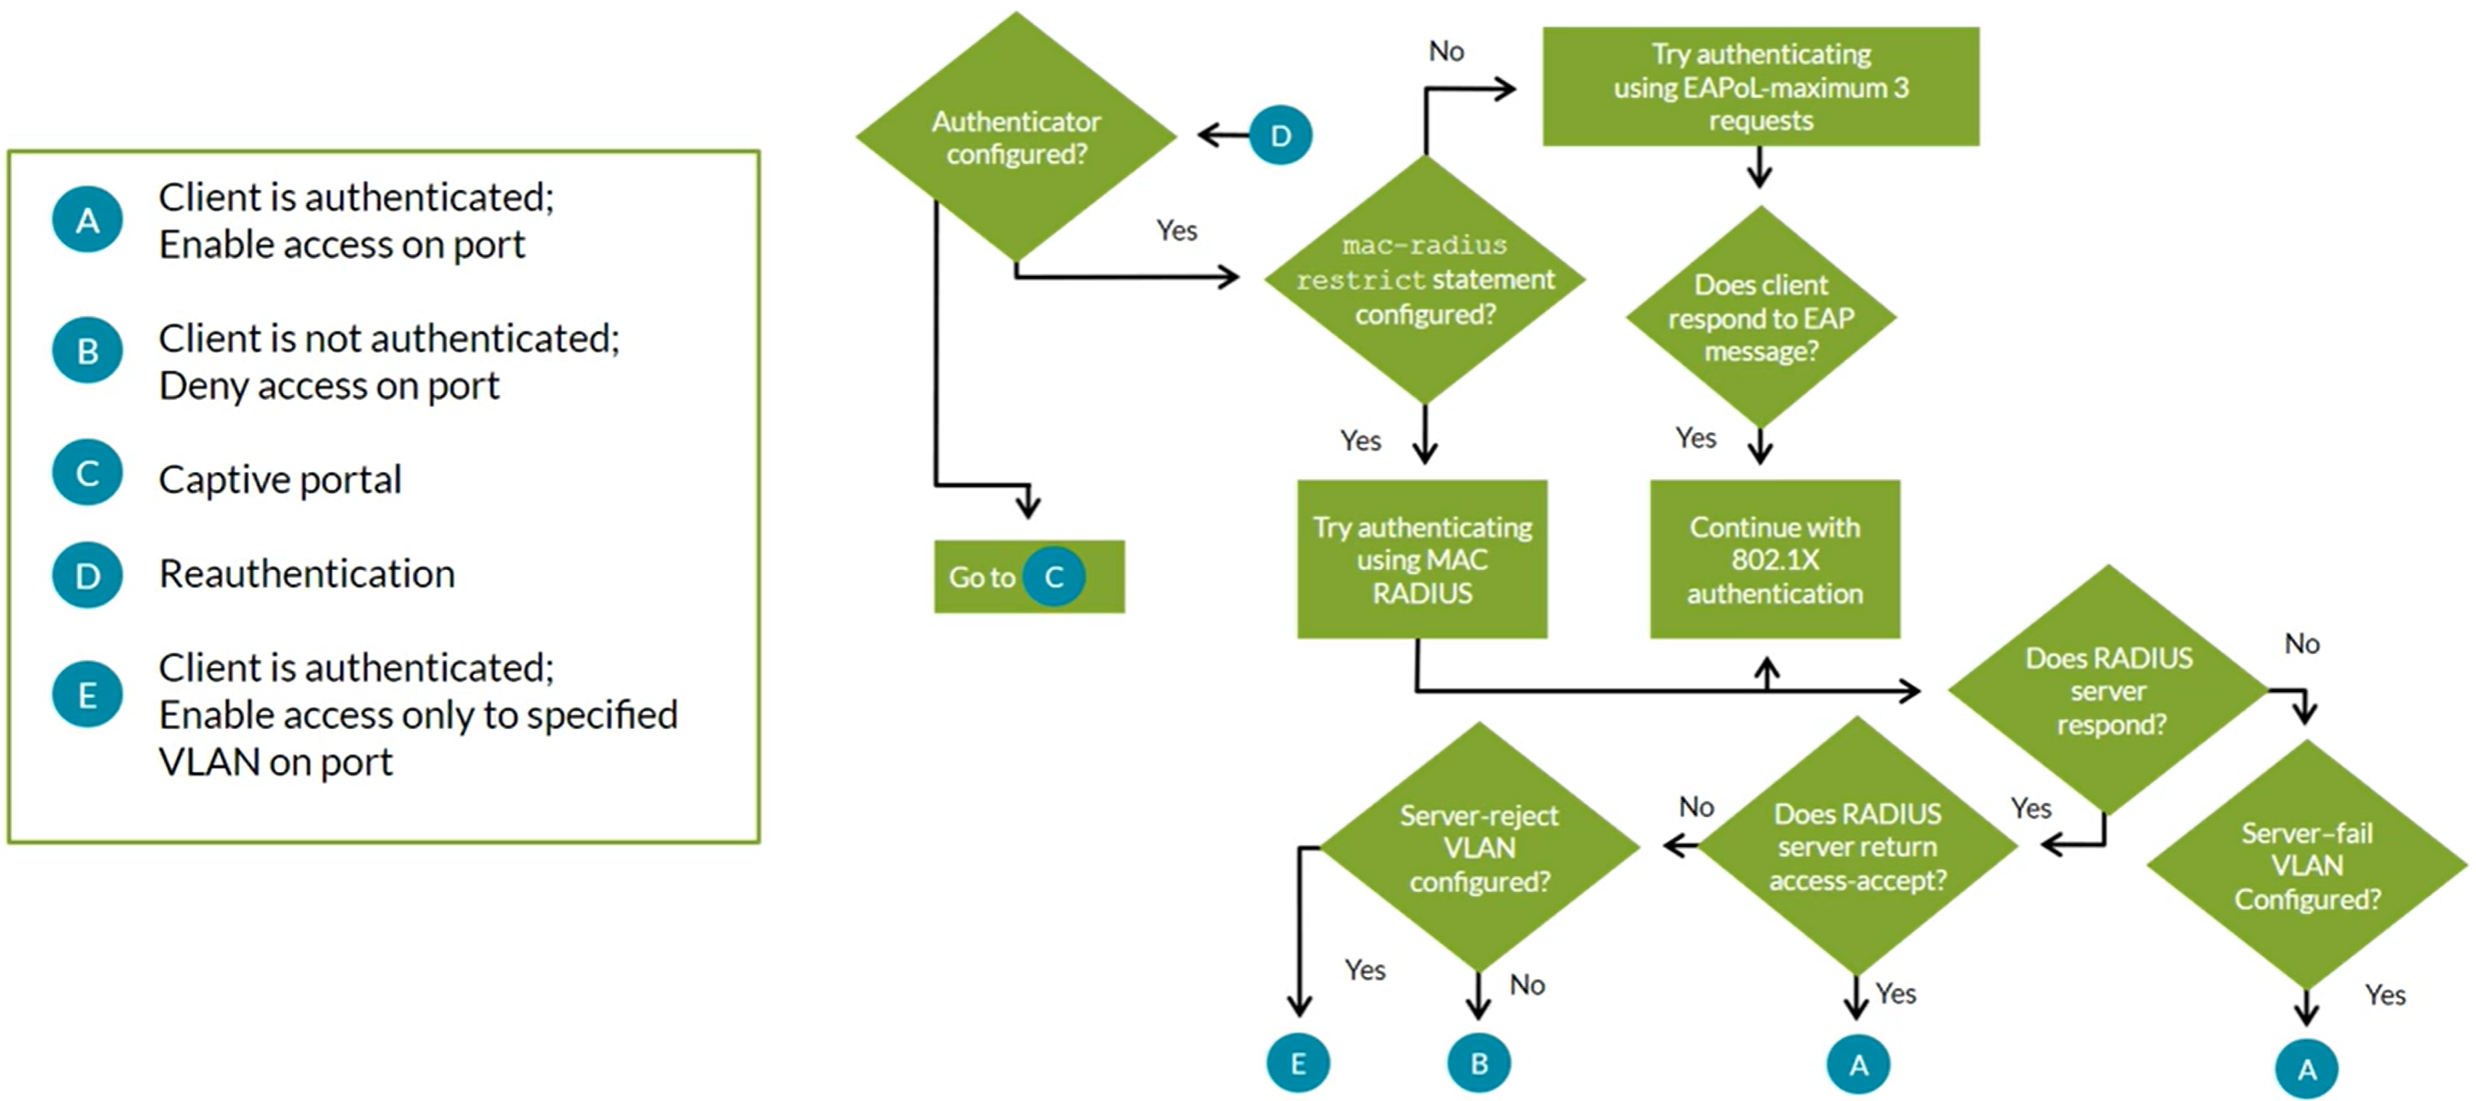 A
Client is authenticated;
Enable access on port
B
Client is not authenticated;
Deny access on port
C
Captive portal
D
Reauthentication
E
Client is authenticated;
Enable access only to specified
VLAN on port
Authenticator
configured?
D
Yes
Go to C
No
mac-radius
restrict statement
configured?
Yes
Try authenticating
using EAPoL-maximum 3
requests
Does client
respond to EAP
message?
Yes
Try authenticating
using MAC
RADIUS
Continue with
802.1X
authentication
Does RADIUS
server
respond?
No
Yes
Server-reject
VLAN
configured?
No
Does RADIUS
server return
access-accept?
Server–fail
VLAN
Configured?
Yes
No
Yes
Yes
E
B
A
A